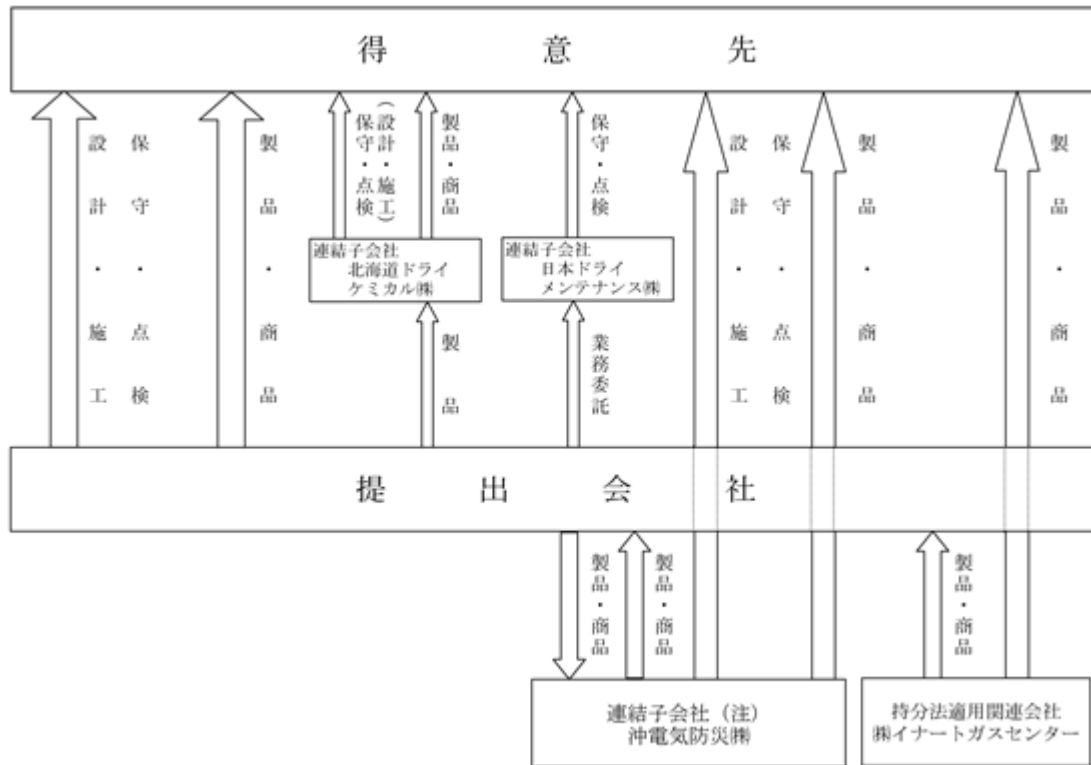 得意先
設計・施工
保守・点検
製品・商品
保守・点検
(設計・施工)
製品・商品
保守・点検
設計・施工
保守・点検
製品・商品
製品・商品
連結子会社
北海道ドライ
ケミカル㈱
連結子会社
日本ドライ
メンテナンス㈱
製品
業務委託
提出会社
製品・商品
製品・商品
製品・商品
連結子会社（注）
沖電気防災㈱
持分法適用関連会社
㈱イナートガスセンター